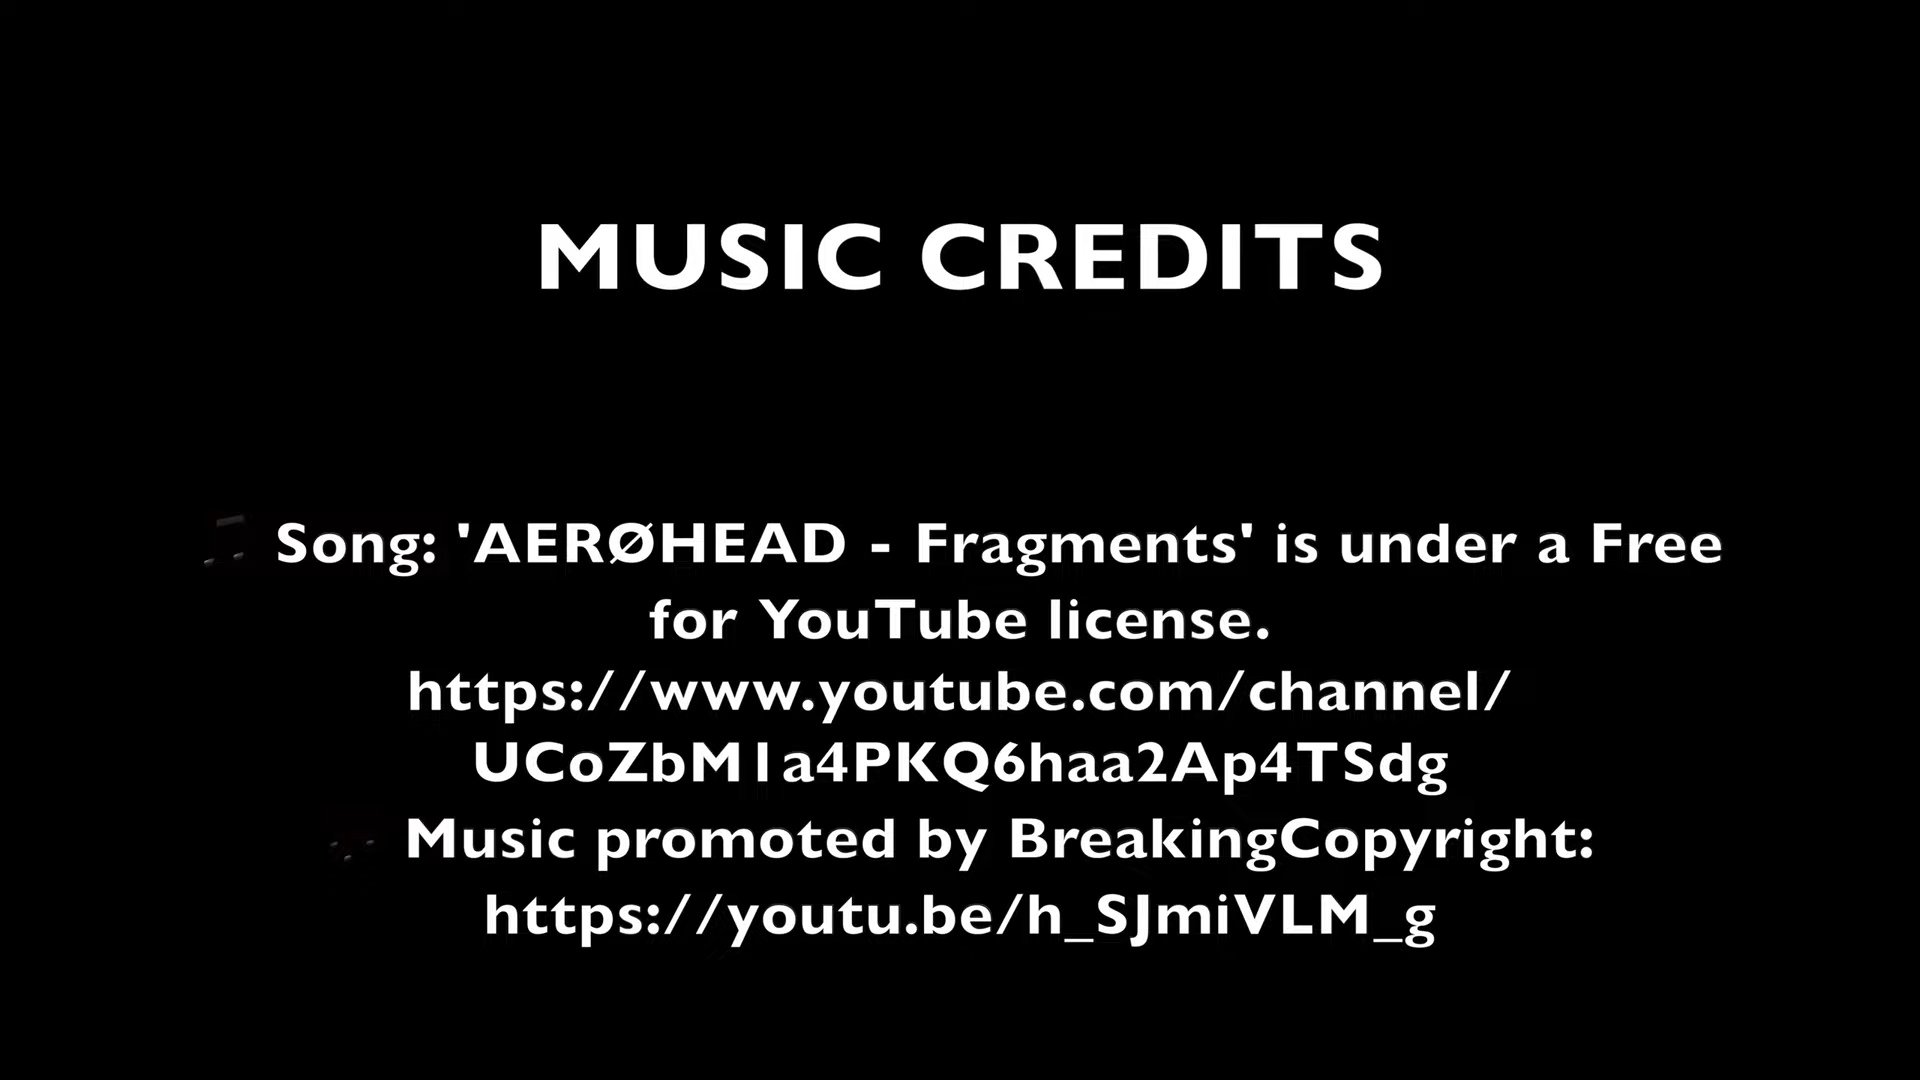 MUSIC CREDITS
🎵 Song: 'AERØHEAD - Fragments' is under a Free
for YouTube license.
https://www.youtube.com/channel/
UCoZbM1a4PKQ6haa2Ap4TSdg
🎶 Music promoted by BreakingCopyright:
https://youtu.be/h_SJmiVLM_g